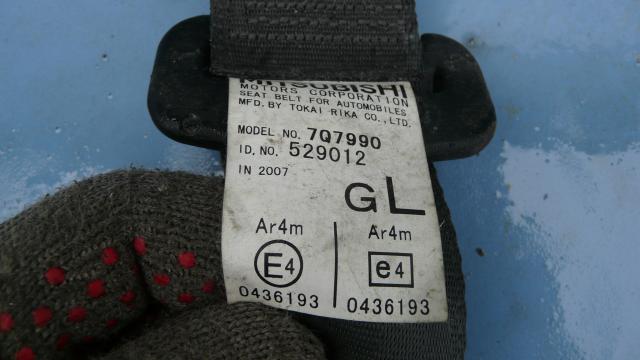 MITSUBISHI
MOTORS CORPORATION
SEAT BELT FOR AUTOMOBILES
MFD. BY TOKAI RIKA CO., LTD.
MODEL NO. 7Q7990
ID. NO. 529012
IN 2007
GL
Ar4m Ar4m
E4 e4
0436193 0436193